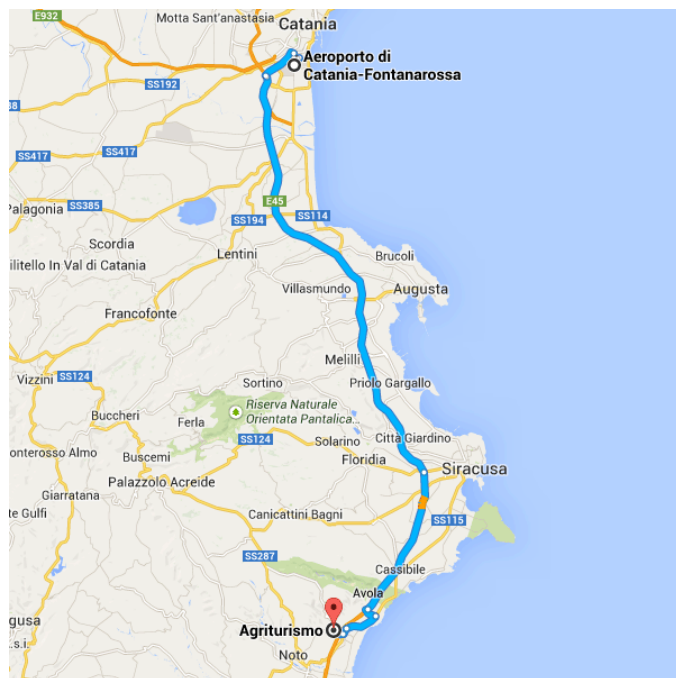 E932
Motta Sant'anastasia
Catania
Aeroporto di
Catania-Fontanarossa
SS192
SS417
SS417
E45
Palagonia
SS385
SS194
SS114
Scordia
Lentini
Brucoli
ilitello In Val di Catania
Villasmundo
Augusta
Francofonte
Melilli
Vizzini
SS124
Sortino
Priolo Gargallo
Riserva Naturale
Orientata Pantalica...
Buccheri
Ferla
SS124
Solarino
Città Giardino
onterosso Almo
Buscemi
Floridia
Siracusa
Giarratana
Palazzolo Acreide
te Gulfi
Canicattini Bagni
SS115
SS287
Cassibile
Avola
gusa
Agriturismo
s.i.
Noto